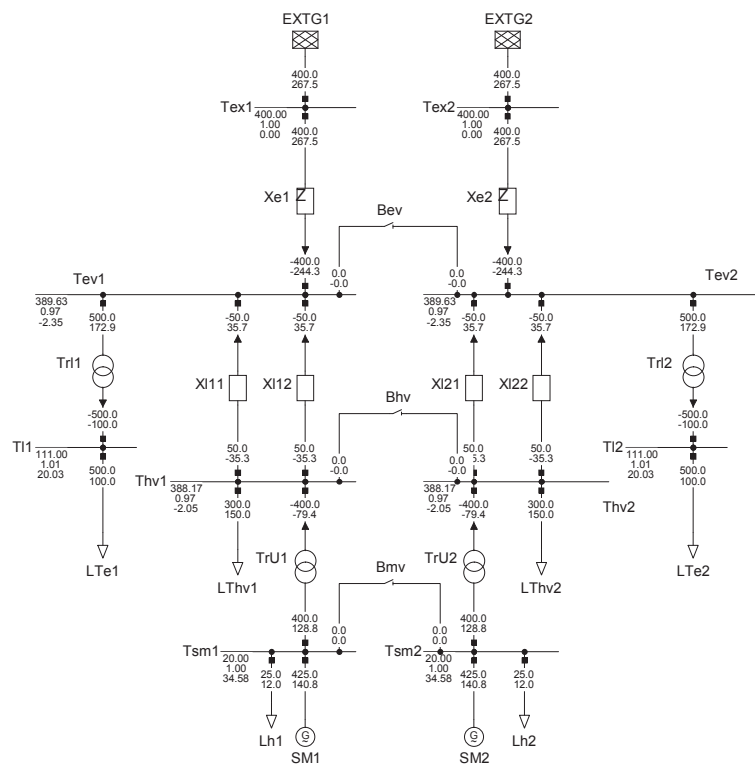 EXTG1 EXTG2
400.0 400.0
267.5 267.5
Tex1 Tex2
400.00 400.00
1.00 1.00
0.00 0.00
400.0 400.0
267.5 267.5
Xe1 Z Xe2 Z
Bev
-400.0 -400.0
-244.3 -244.3
0.0 0.0
-0.0 -0.0
Tev1 Tev2
389.63 389.63
0.97 0.97
-2.35 -2.35
500.0 -50.0 -50.0 -50.0 -50.0 500.0
172.9 35.7 35.7 35.7 35.7 172.9
Trl1 Trl2
Xl11 Xl12 Xl21 Xl22
Bhv
-500.0 -500.0
-100.0 -100.0
50.0 50.0 0.0 0.0 50.0 50.0
-35.3 -35.3 -0.0 -0.0 5.3 -35.3
Tl1 Tl2
111.00 111.00
1.01 1.01
20.03 20.03
500.0 500.0
100.0 100.0
Thv1 Thv2
388.17 388.17
0.97 0.97
-2.05 -2.05
300.0 -400.0 -400.0 300.0
150.0 -79.4 -79.4 150.0
TrU1 TrU2
LTe1 LThv1 LThv2 LTe2
Bmv
400.0 400.0
128.8 128.8
0.0 0.0
0.0 0.0
Tsm1 Tsm2
20.00 20.00
1.00 1.00
34.58 34.58
25.0 425.0 425.0 25.0
12.0 140.8 140.8 12.0
Lh1 G Lh2 G
SM1 SM2